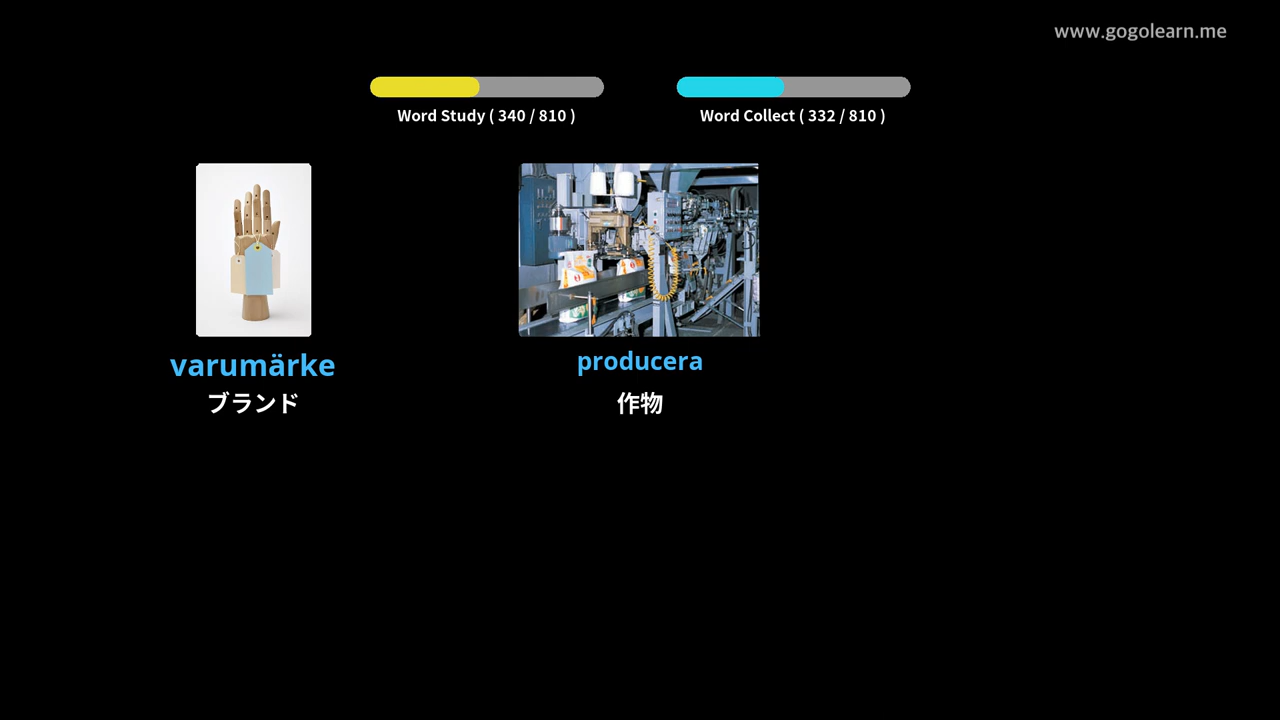 www.gogolearn.me
Word Study ( 340 / 810 )
Word Collect ( 332 / 810 )
varumärke
ブランド
producera
作物